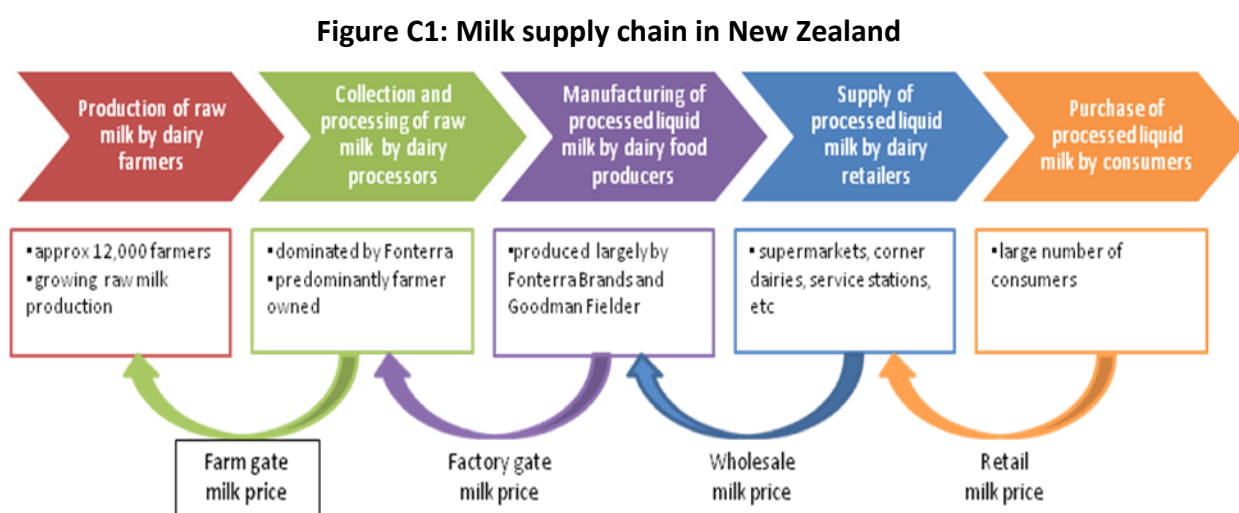 Figure C1: Milk supply chain in New Zealand
Production of raw
milk by dairy
farmers
Collection and
processing of raw
milk by dairy
processors
Manufacturing of
processed liquid
milk by dairy food
producers
Supply of
processed liquid
milk by dairy
retailers
Purchase of
processed liquid
milk by consumers
▪approx 12,000 farmers
▪growing raw milk
production
▪dominated by Fonterra
▪predominantly farmer
owned
▪produced largely by
Fonterra Brands and
Goodman Fielder
▪supermarkets, corner
dairies, service stations,
etc
▪large number of
consumers
Farm gate
milk price
Factory gate
milk price
Wholesale
milk price
Retail
milk price